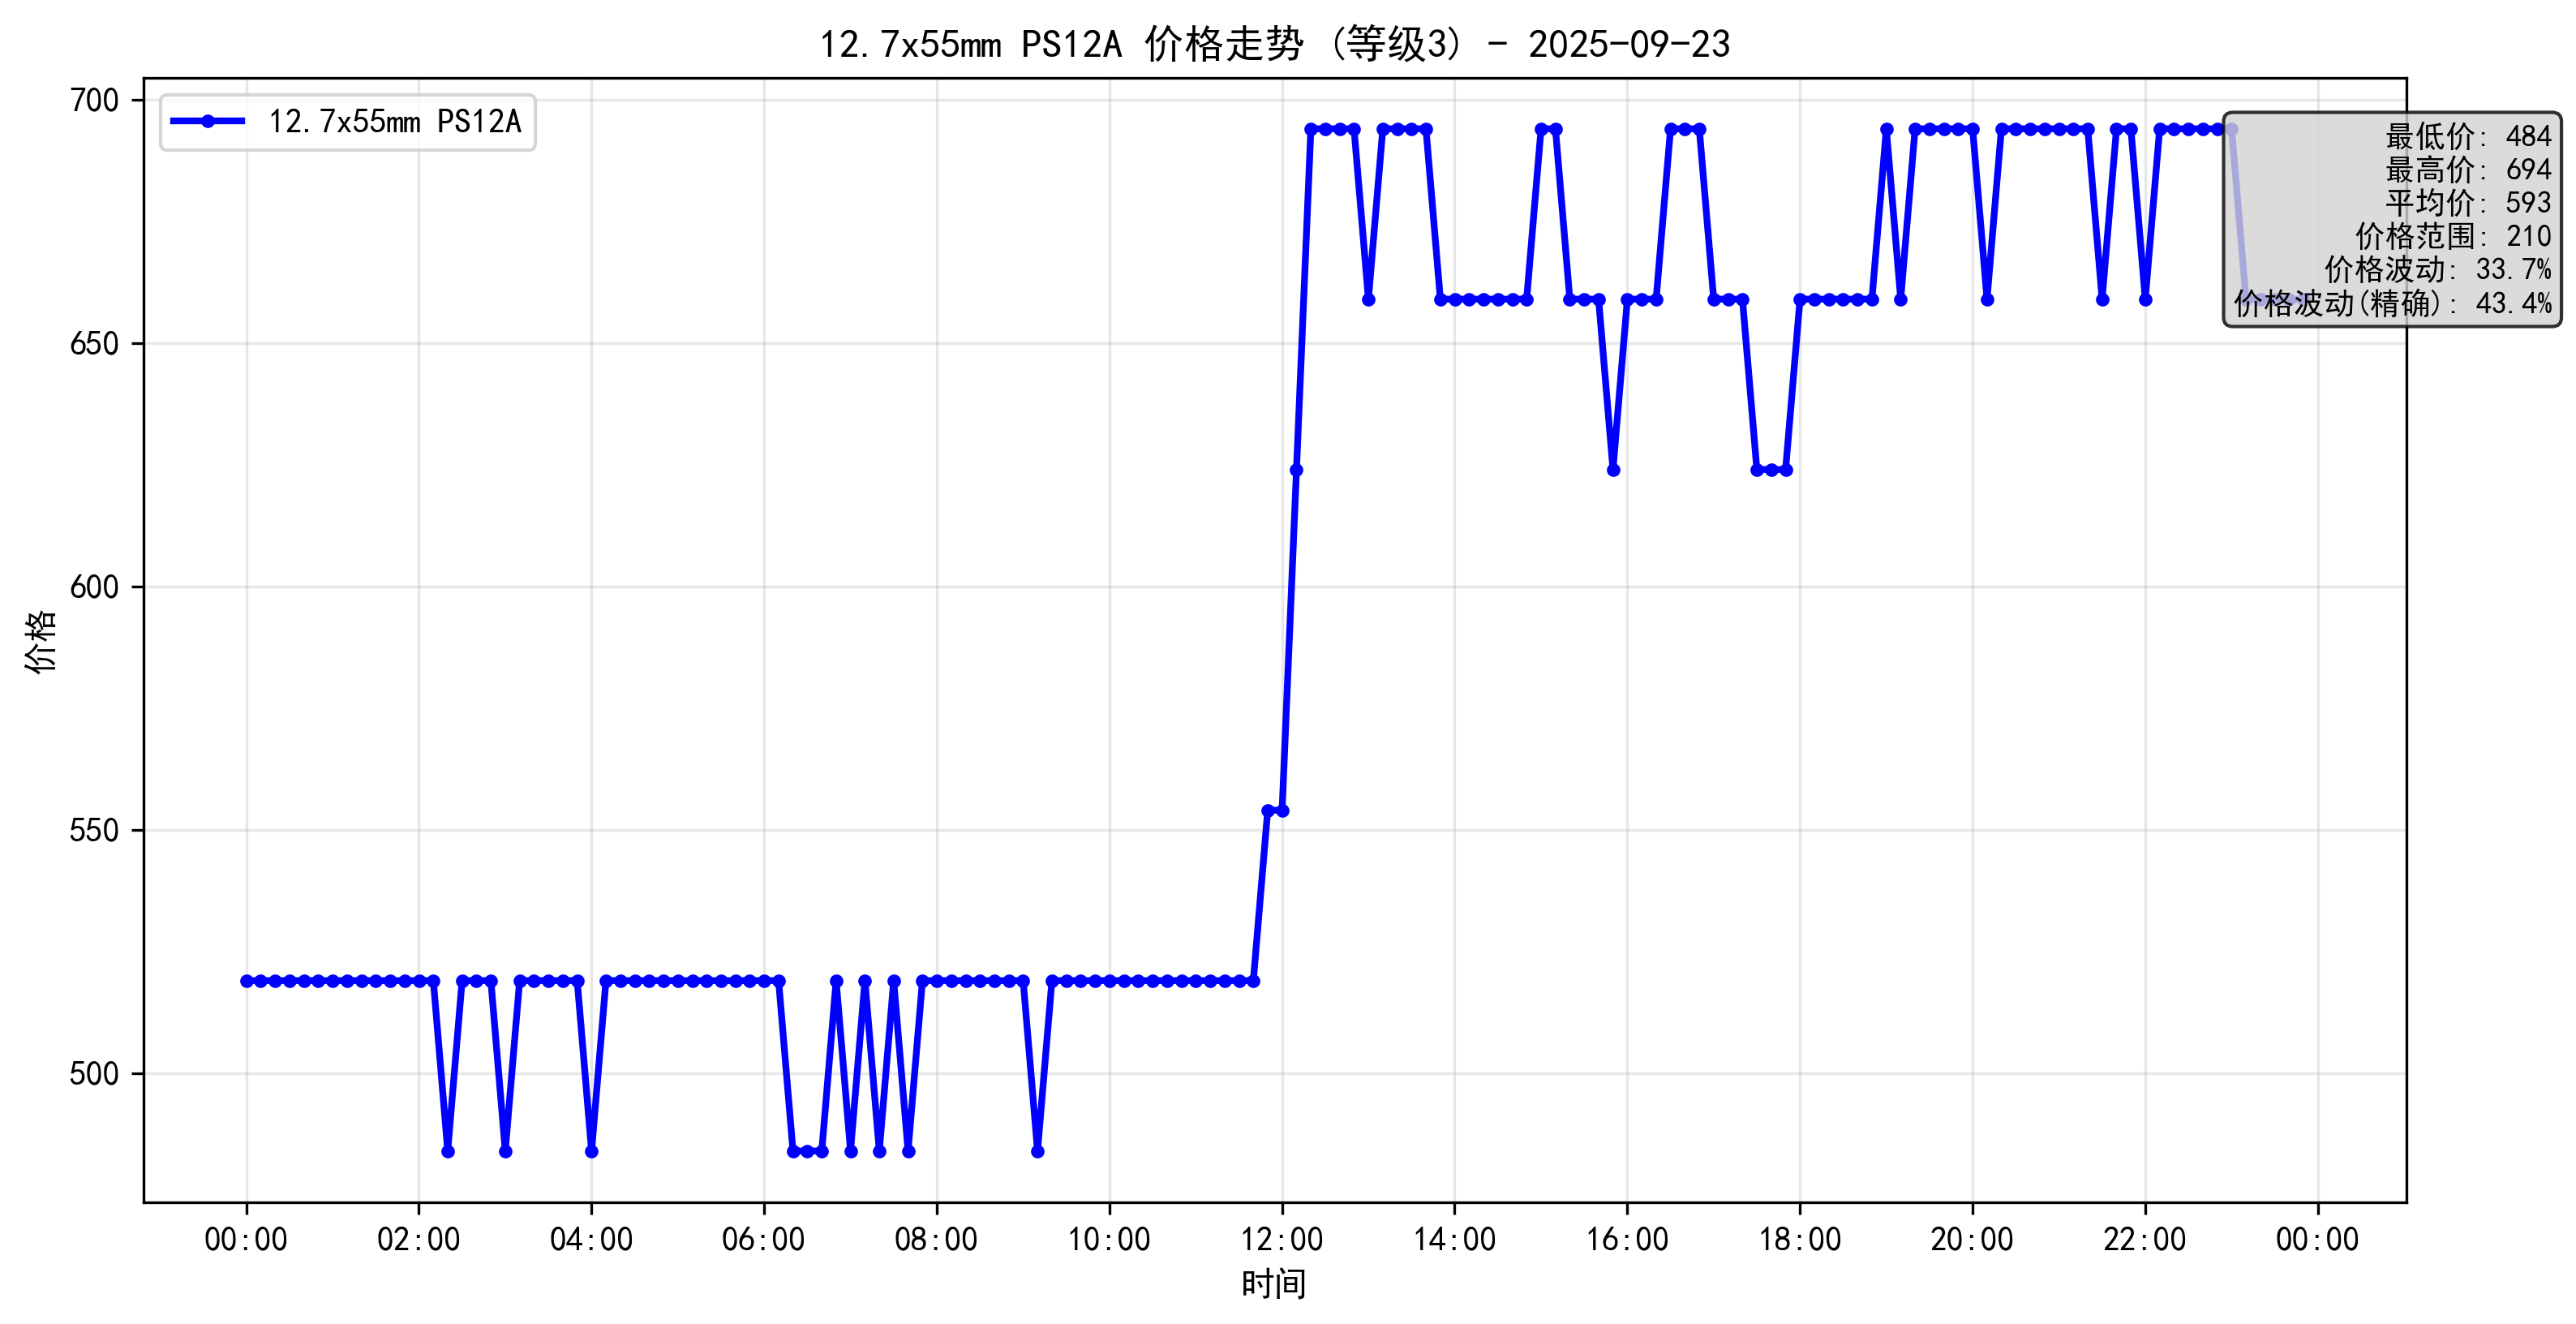 12.7x55mm PS12A 价格走势 (等级3) - 2025-09-23
12.7x55mm PS12A
最低价: 484
最高价: 694
平均价: 593
价格范围: 210
价格波动: 33.7%
价格波动(精确): 43.4%
价格
700
650
600
550
500
00:00 02:00 04:00 06:00 08:00 10:00 12:00 14:00 16:00 18:00 20:00 22:00 00:00
时间